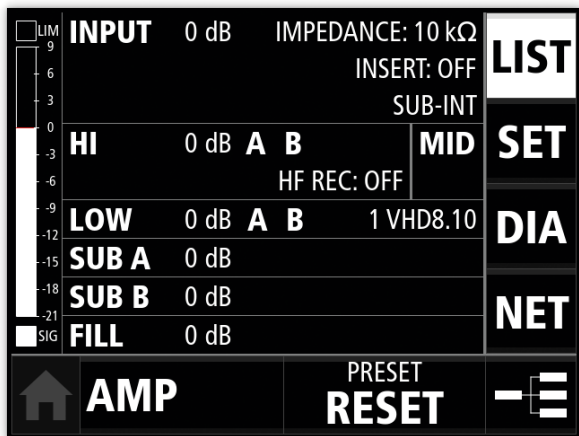 LIM INPUT 0 dB IMPEDANCE: 10 kΩ LIST
9
6 INSERT: OFF
3 SUB-INT
0
-3 HI 0 dB A B MID SET
-6 HF REC: OFF
-9
-12 LOW 0 dB A B 1 VHD8.10 DIA
-15 SUB A 0 dB
-18 SUB B 0 dB NET
-21
SIG FILL 0 dB
PRESET
AMP RESET